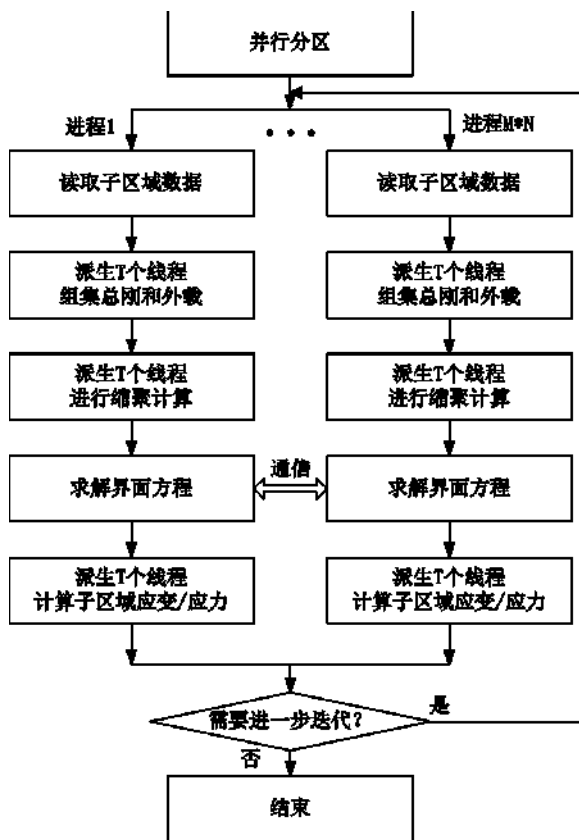 并行分区
进程1
• • •
进程M*N
读取子区域数据
读取子区域数据
派生T个线程
组集总刚和外载
派生T个线程
组集总刚和外载
派生T个线程
进行缩聚计算
派生T个线程
进行缩聚计算
通信
求解界面方程
求解界面方程
派生T个线程
计算子区域应变/应力
派生T个线程
计算子区域应变/应力
需要进一步迭代?
是
否
结束